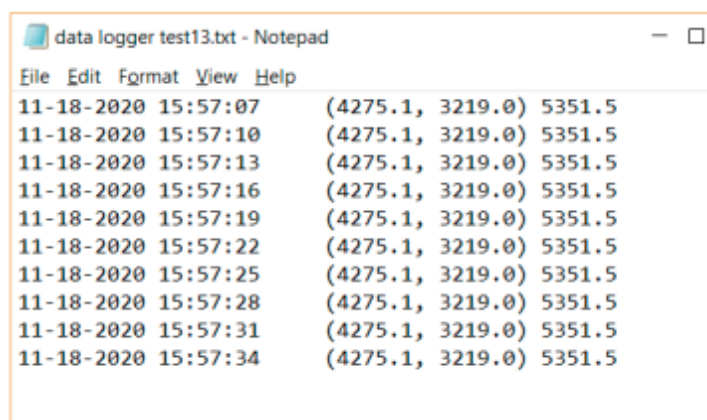 data logger test13.txt - Notepad
File Edit Format View Help
11-18-2020 15:57:07 (4275.1, 3219.0) 5351.5
11-18-2020 15:57:10 (4275.1, 3219.0) 5351.5
11-18-2020 15:57:13 (4275.1, 3219.0) 5351.5
11-18-2020 15:57:16 (4275.1, 3219.0) 5351.5
11-18-2020 15:57:19 (4275.1, 3219.0) 5351.5
11-18-2020 15:57:22 (4275.1, 3219.0) 5351.5
11-18-2020 15:57:25 (4275.1, 3219.0) 5351.5
11-18-2020 15:57:28 (4275.1, 3219.0) 5351.5
11-18-2020 15:57:31 (4275.1, 3219.0) 5351.5
11-18-2020 15:57:34 (4275.1, 3219.0) 5351.5